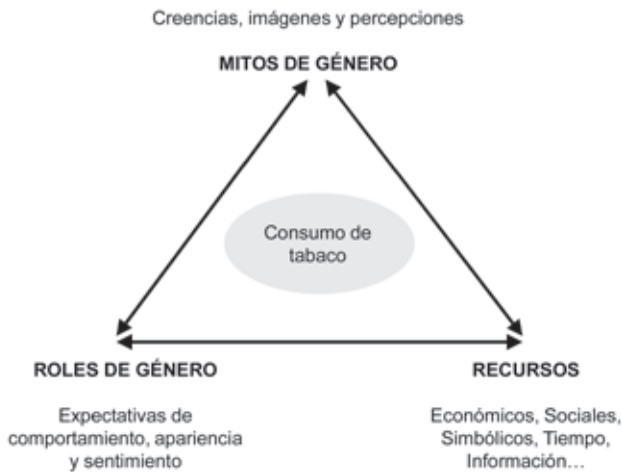 Creencias, imágenes y percepciones
MITOS DE GÉNERO
Consumo de
tabaco
ROLES DE GÉNERO
Expectativas de
comportamiento, apariencia
y sentimiento
RECURSOS
Económicos, Sociales,
Simbólicos, Tiempo,
Información...